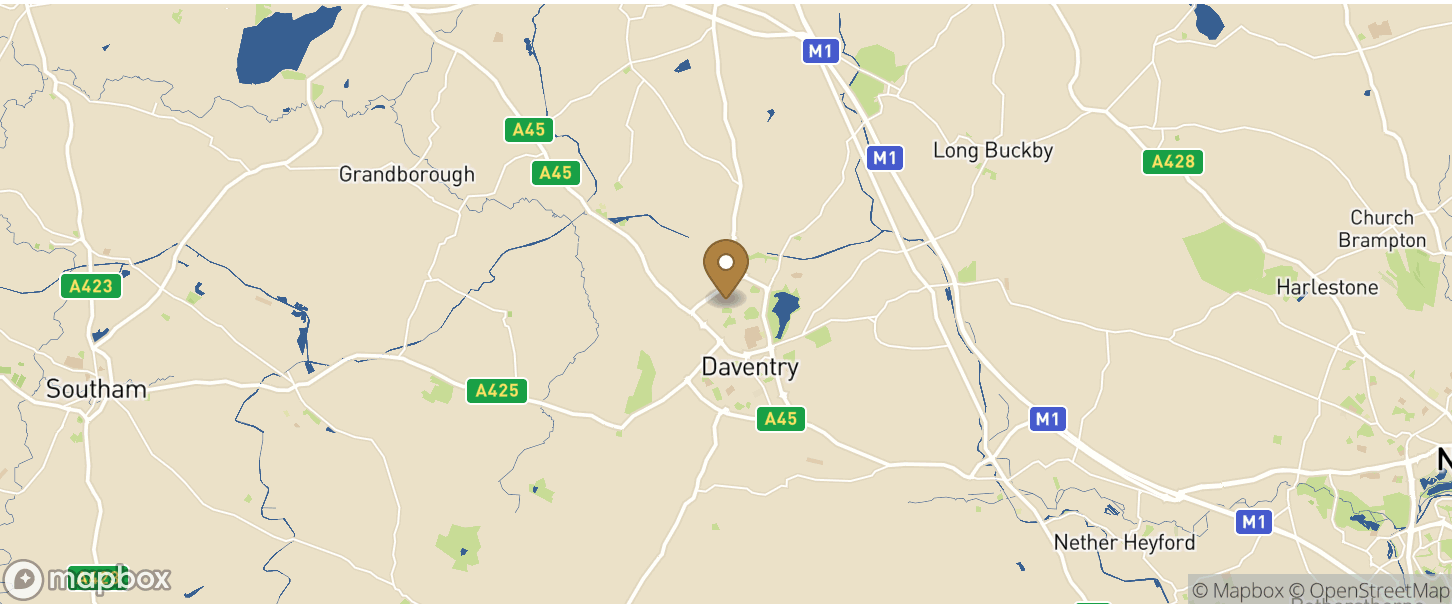 M1
A45
Long Buckby
M1
A428
A45
Grandborough
Church
Brampton
A423
Harlestone
Daventry
Southam
A425
A45
M1
N
M1
Nether Heyford
mapbox
© Mapbox © OpenStreetMap